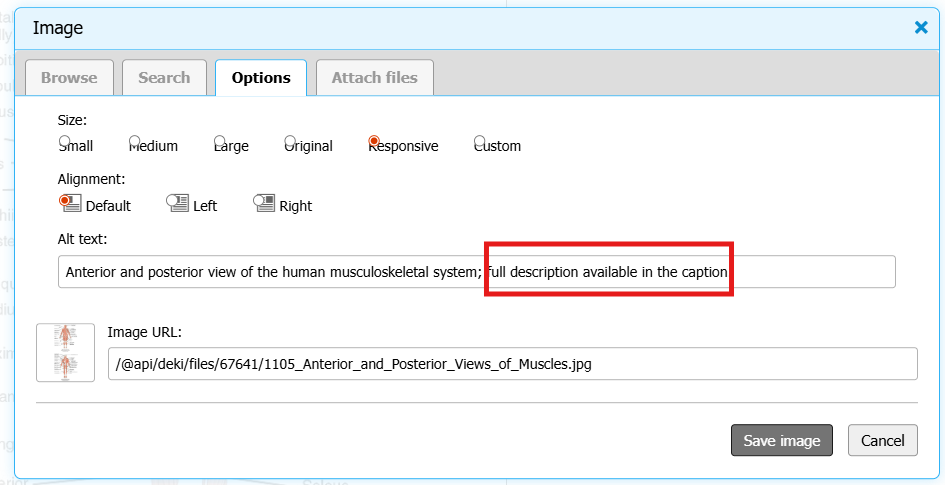 Image
Browse Search Options Attach files
Size:
Small Medium Large Original Responsive Custom
Alignment:
Default Left Right
Alt text:
Anterior and posterior view of the human musculoskeletal system; full description available in the caption
Image URL:
/@api/deki/files/67641/1105_Anterior_and_Posterior_Views_of_Muscles.jpg
Save image Cancel